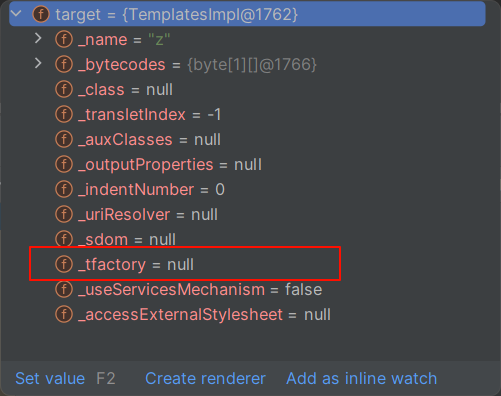 target = {TemplatesImpl@1762}
_name = "z"
_bytecodes = {byte[1][]@1766}
_class = null
_transletIndex = -1
_auxClasses = null
_outputProperties = null
_indentNumber = 0
_uriResolver = null
_sdom = null
_tfactory = null
_useServicesMechanism = false
_accessExternalStylesheet = null
Set value F2 Create renderer Add as inline watch